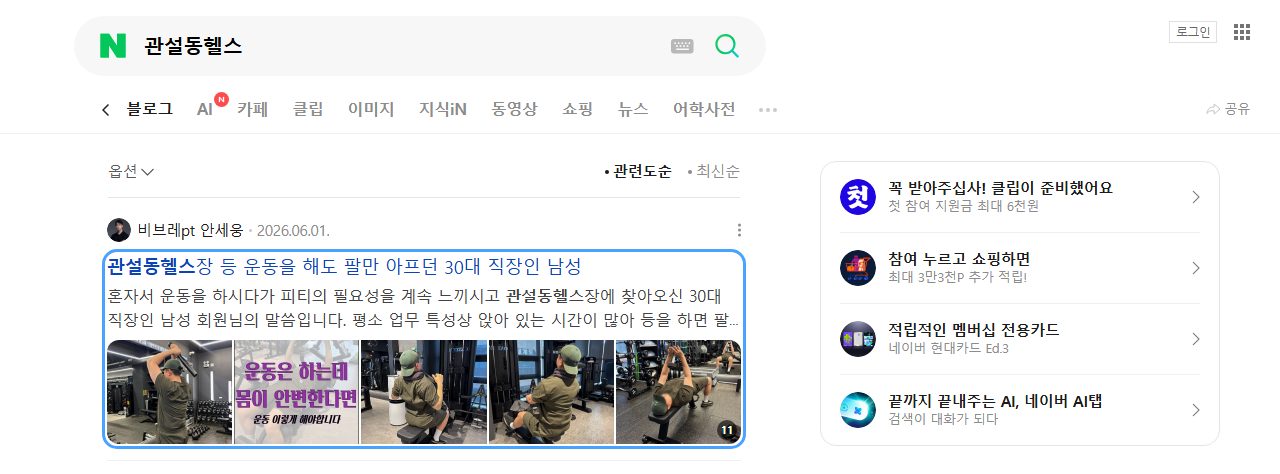 관설동헬스
로그인
블로그 AI N 카페 클립 이미지 지식iN 동영상 쇼핑 뉴스 어학사전
공유
옵션
• 관련도순 • 최신순
비브레pt 안세웅 · 2026.06.01.
관설동헬스장 등 운동을 해도 팔만 아프던 30대 직장인 남성
혼자서 운동을 하시다가 피티의 필요성을 계속 느끼시고 관설동헬스장에 찾아오신 30대
직장인 남성 회원님의 말씀입니다. 평소 업무 특성상 앉아 있는 시간이 많아 등을 하면 팔...
운동은 하는데
몸이 안변한다면
운동 이렇게 해야합니다
11
첫
꼭 받아주십사! 클립이 준비했어요
첫 참여 지원금 최대 6천원
참여 누르고 쇼핑하면
최대 3만3천P 추가 적립!
적립적인 멤버십 전용카드
네이버 현대카드 Ed.3
끝까지 끝내주는 AI, 네이버 AI탭
검색이 대화가 되다